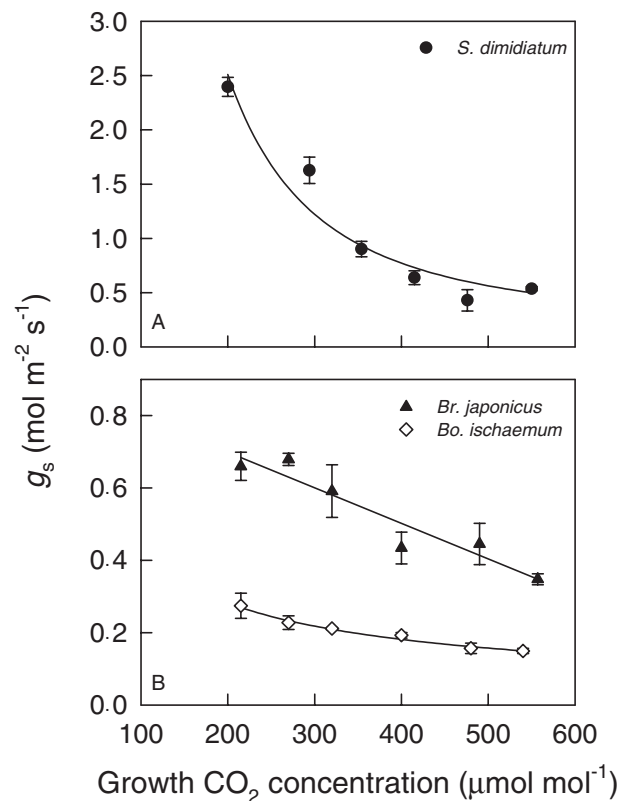 3.0
S. dimidiatum
2.5
2.0
1.5
1.0
0.5
A
0.0
gs (mol m-2 s-1)
Br. japonicus
0.8
Bo. ischaemum
0.6
0.4
0.2
B
0.0
100 200 300 400 500 600
Growth CO2 concentration (μmol mol-1)